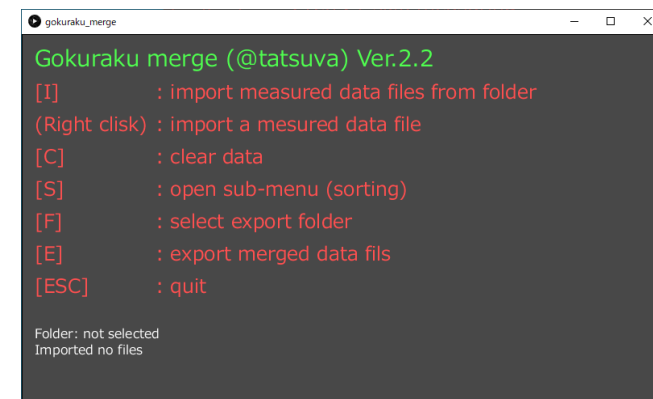 gokuraku_merge
Gokuraku merge (@tatsuva) Ver.2.2
[I] : import measured data files from folder
(Right clisk) : import a mesured data file
[C] : clear data
[S] : open sub-menu (sorting)
[F] : select export folder
[E] : export merged data fils
[ESC] : quit
Folder: not selected
Imported no files